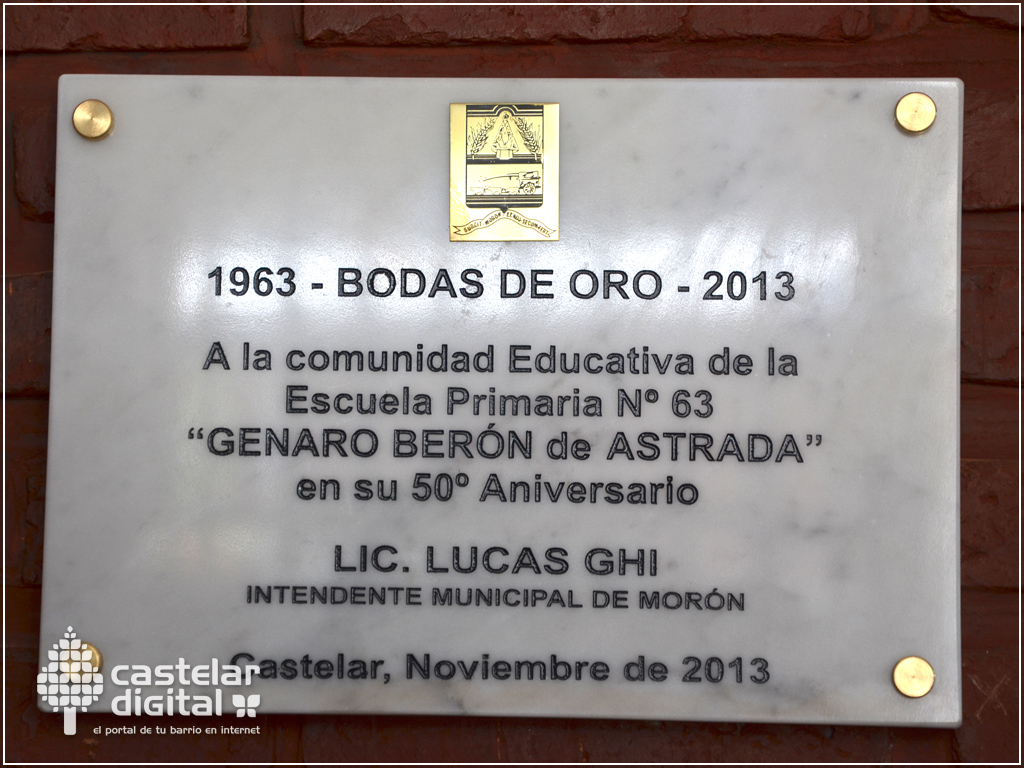 1963 - BODAS DE ORO - 2013
A la comunidad Educativa de la
Escuela Primaria Nº 63
“GENARO BERÓN de ASTRADA”
en su 50º Aniversario
LIC. LUCAS GHI
INTENDENTE MUNICIPAL DE MORÓN
Castelar, Noviembre de 2013
castelar
digital
el portal de tu barrio en internet